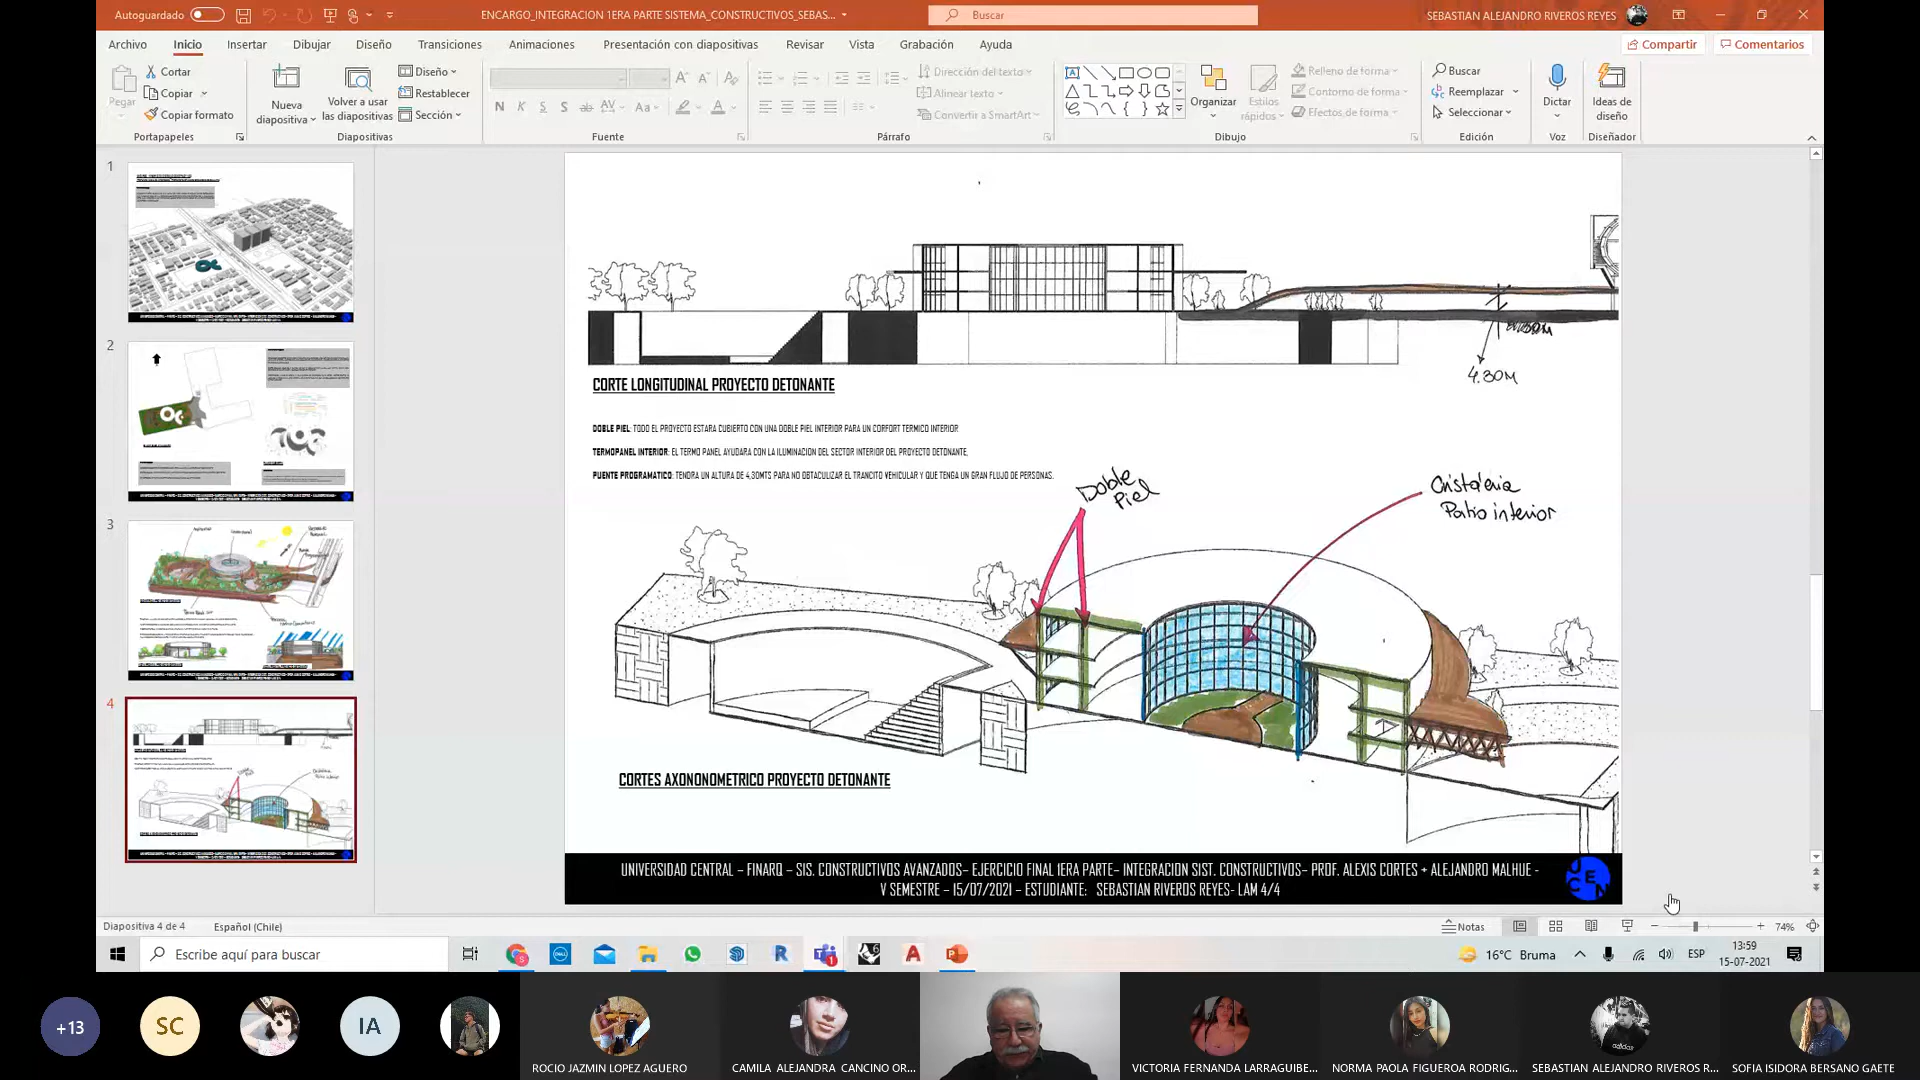 Autoguardado
ENCARGO_INTEGRACION 1ERA PARTE SISTEMA_CONSTRUCTIVOS_SEBAS...
Buscar
SEBASTIAN ALEJANDRO RIVEROS REYES
Archivo
Inicio
Insertar
Dibujar
Diseño
Transiciones
Animaciones
Presentación con diapositivas
Revisar
Vista
Grabación
Ayuda
Compartir
Comentarios
Pegar
Cortar
Copiar
Copiar formato
Portapapeles
Nueva diapositiva
Volver a usar las diapositivas
Diseño
Restablecer
Sección
Diapositivas
Fuente
Dirección del texto
Alinear texto
Convertir a SmartArt
Párrafo
Organizar
Estilos rápidos
Relleno de forma
Contorno de forma
Efectos de forma
Dibujo
Buscar
Reemplazar
Seleccionar
Edición
Dictar
Voz
Ideas de diseño
Diseñador
1
2
3
4
4.30M
CORTE LONGITUDINAL PROYECTO DETONANTE
DOBLE PIEL: TODO EL PROYECTO ESTARA CUBIERTO CON UNA DOBLE PIEL INTERIOR PARA UN CORFORT TERMICO INTERIOR.
TERMOPANEL INTERIOR: EL TERMO PANEL AYUDARA CON LA ILUMINACION DEL SECTOR INTERIOR DEL PROYECTO DETONANTE,
PUENTE PROGRAMATICO: TENDRA UN ALTURA DE 4,30MTS PARA NO OBTACULIZAR EL TRANCITO VEHICULAR Y QUE TENGA UN GRAN FLUJO DE PERSONAS.
Doble
Piel
Cristaleria
Patio interior
CORTES AXONONOMETRICO PROYECTO DETONANTE
UNIVERSIDAD CENTRAL – FINARQ – SIS. CONSTRUCTIVOS AVANZADOS– EJERCICIO FINAL 1ERA PARTE– INTEGRACION SIST. CONSTRUCTIVOS– PROF. ALEXIS CORTES + ALEJANDRO MALHUE -
V SEMESTRE – 15/07/2021 – ESTUDIANTE: SEBASTIAN RIVEROS REYES- LAM 4/4
UCEN
Diapositiva 4 de 4
Español (Chile)
Notas
74%
Escribe aquí para buscar
16°C Bruma
ESP
13:59
15-07-2021
+13
SC
IA
ROCIO JAZMIN LOPEZ AGUERO
CAMILA ALEJANDRA CANCINO OR...
VICTORIA FERNANDA LARRAGUIBE...
NORMA PAOLA FIGUEROA RODRIG...
SEBASTIAN ALEJANDRO RIVEROS R...
SOFIA ISIDORA BERSANO GAETE